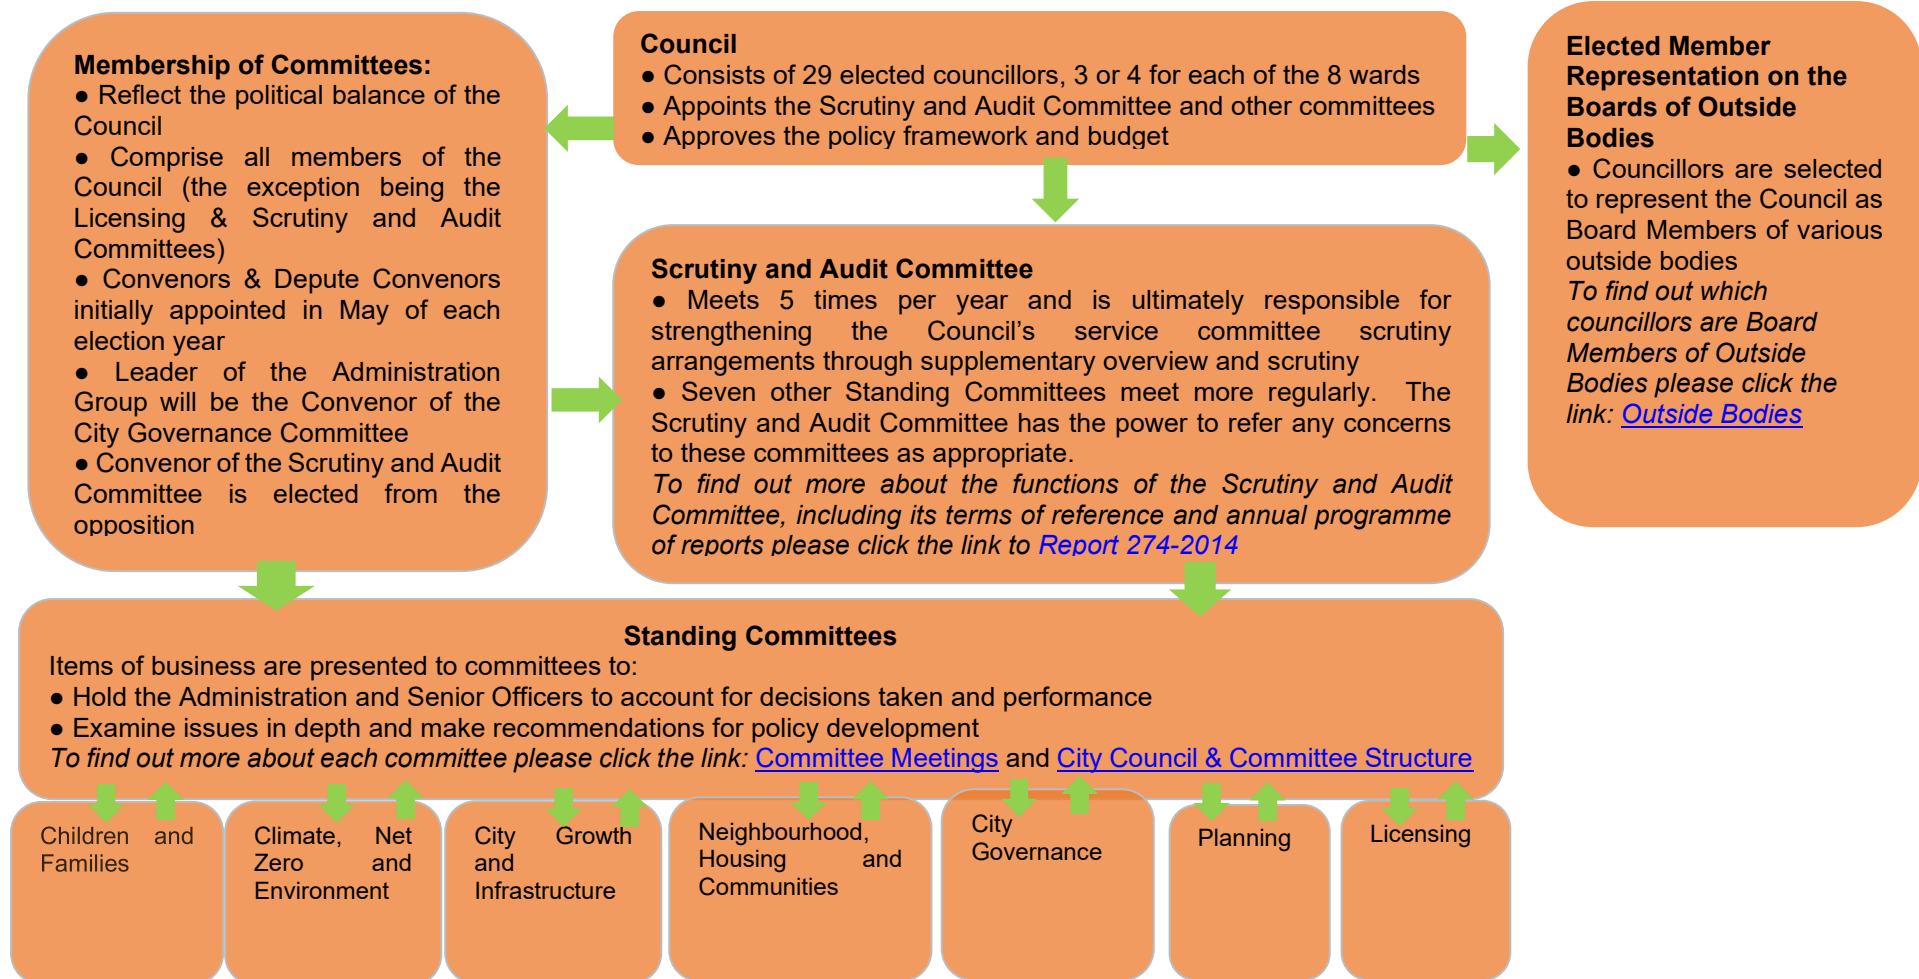 Membership of Committees:
● Reflect the political balance of the
Council
● Comprise all members of the
Council (the exception being the
Licensing & Scrutiny and Audit
Committees)
● Convenors & Depute Convenors
initially appointed in May of each
election year
● Leader of the Administration
Group will be the Convenor of the
City Governance Committee
● Convenor of the Scrutiny and Audit
Committee is elected from the
opposition
Council
● Consists of 29 elected councillors, 3 or 4 for each of the 8 wards
● Appoints the Scrutiny and Audit Committee and other committees
● Approves the policy framework and budget
Elected Member
Representation on the
Boards of Outside
Bodies
● Councillors are selected
to represent the Council as
Board Members of various
outside bodies
To find out which
councillors are Board
Members of Outside
Bodies please click the
link: Outside Bodies
Scrutiny and Audit Committee
● Meets 5 times per year and is ultimately responsible for
strengthening the Council’s service committee scrutiny
arrangements through supplementary overview and scrutiny
● Seven other Standing Committees meet more regularly. The
Scrutiny and Audit Committee has the power to refer any concerns
to these committees as appropriate.
To find out more about the functions of the Scrutiny and Audit
Committee, including its terms of reference and annual programme
of reports please click the link to Report 274-2014
Standing Committees
Items of business are presented to committees to:
● Hold the Administration and Senior Officers to account for decisions taken and performance
● Examine issues in depth and make recommendations for policy development
To find out more about each committee please click the link: Committee Meetings and City Council & Committee Structure
Children and
Families
Climate, Net
Zero and
Environment
City Growth
and
Infrastructure
Neighbourhood,
Housing and
Communities
City
Governance
Planning
Licensing